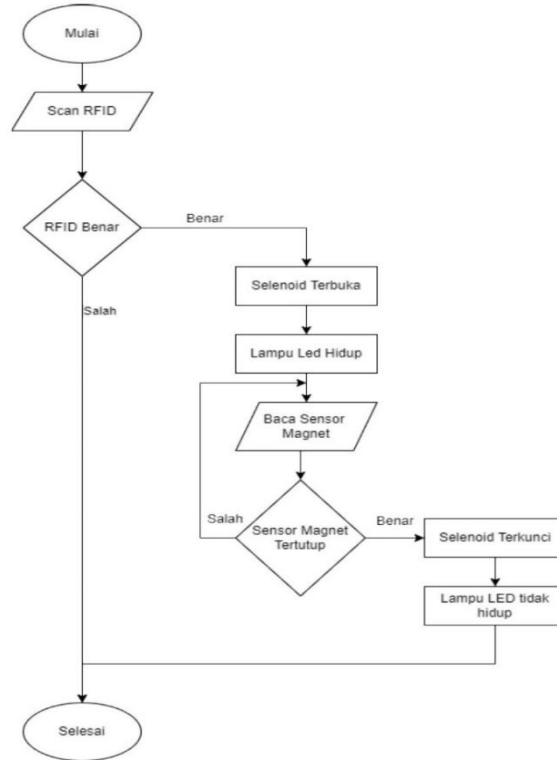 Mulai
Scan RFID
RFID Benar
Benar
Salah
Selenoid Terbuka
Lampu Led Hidup
Baca Sensor
Magnet
Salah
Sensor Magnet
Tertutup
Benar
Selenoid Terkunci
Lampu LED tidak
hidup
Selesai